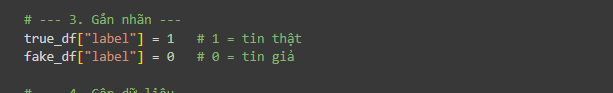 # --- 3. Gắn nhãn ---
true_df["label"] = 1   # 1 = tin thật
fake_df["label"] = 0   # 0 = tin giả